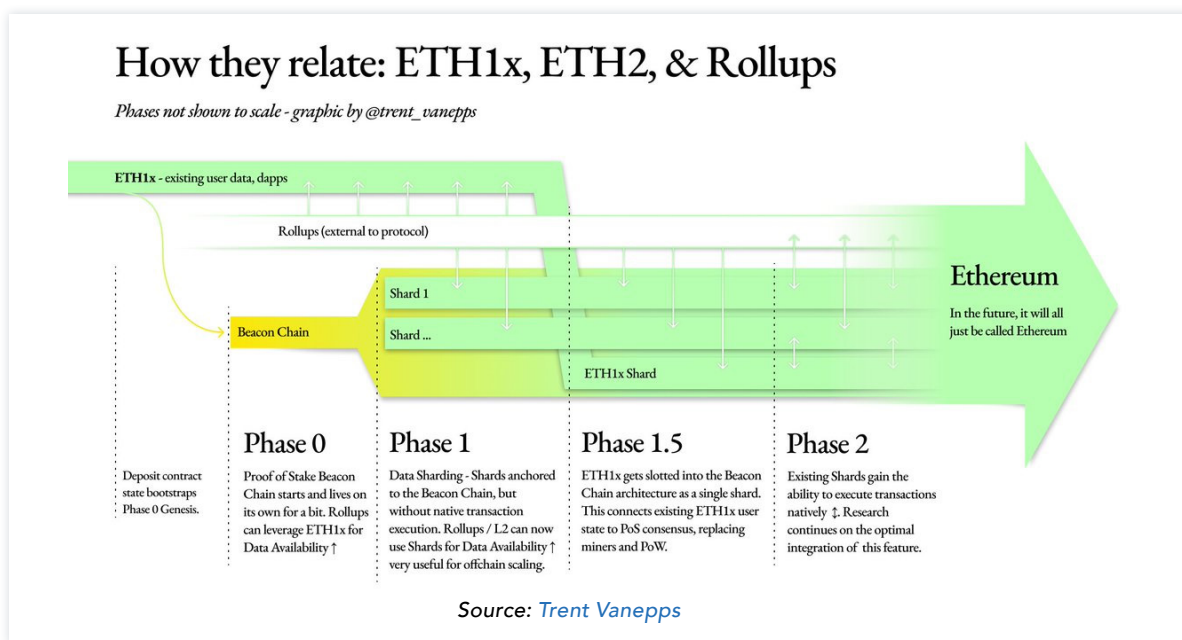 How they relate: ETH1x, ETH2, & Rollups
Phases not shown to scale - graphic by @trent_vanepps
ETH1x - existing user data, dapps
Rollups (external to protocol)
Shard 1
Beacon Chain
Shard ...
ETH1x Shard
Ethereum
In the future, it will all
just be called Ethereum
Deposit contract
state bootstraps
Phase 0 Genesis.
Phase 0
Proof of Stake Beacon
Chain starts and lives on
its own for a bit. Rollups
can leverage ETH1x for
Data Availability ↑
Phase 1
Data Sharding - Shards anchored
to the Beacon Chain, but
without native transaction
execution. Rollups / L2 can now
use Shards for Data Availability ↑
very useful for offchain scaling.
Phase 1.5
ETH1x gets slotted into the Beacon
Chain architecture as a single shard.
This connects existing ETH1x user
state to PoS consensus, replacing
miners and PoW.
Phase 2
Existing Shards gain the
ability to execute transactions
natively ↕. Research
continues on the optimal
integration of this feature.
Source: Trent Vanepps